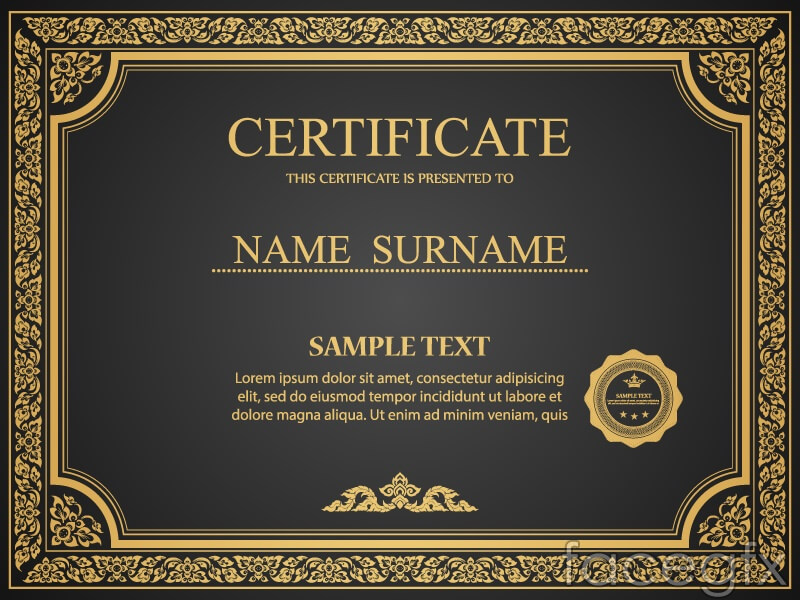 CERTIFICATE
THIS CERTIFICATE IS PRESENTED TO
NAME SURNAME
SAMPLE TEXT
Lorem ipsum dolor sit amet, consectetur adipisicing
elit, sed do eiusmod tempor incididunt ut labore et
dolore magna aliqua. Ut enim ad minim veniam, quis
SAMPLE TEXT
facegfx